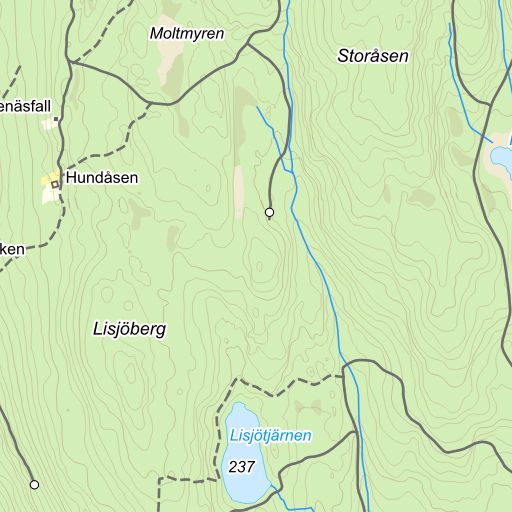 Moltmyren
Storåsen
enäsfall
Hundåsen
ken
Lisjöberg
Lisjötjärnen
237